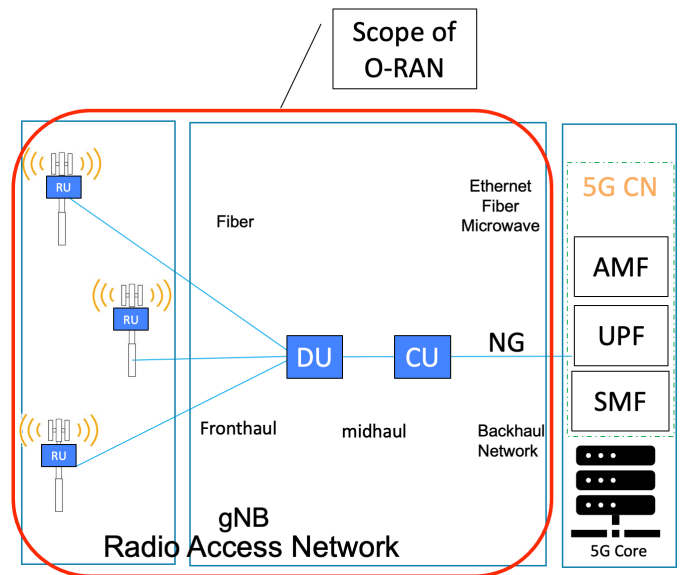 Scope of
O-RAN
RU
RU
RU
Fiber
Ethernet
Fiber
Microwave
DU
CU
NG
Fronthaul
midhaul
Backhaul
Network
gNB
Radio Access Network
5G CN
AMF
UPF
SMF
5G Core